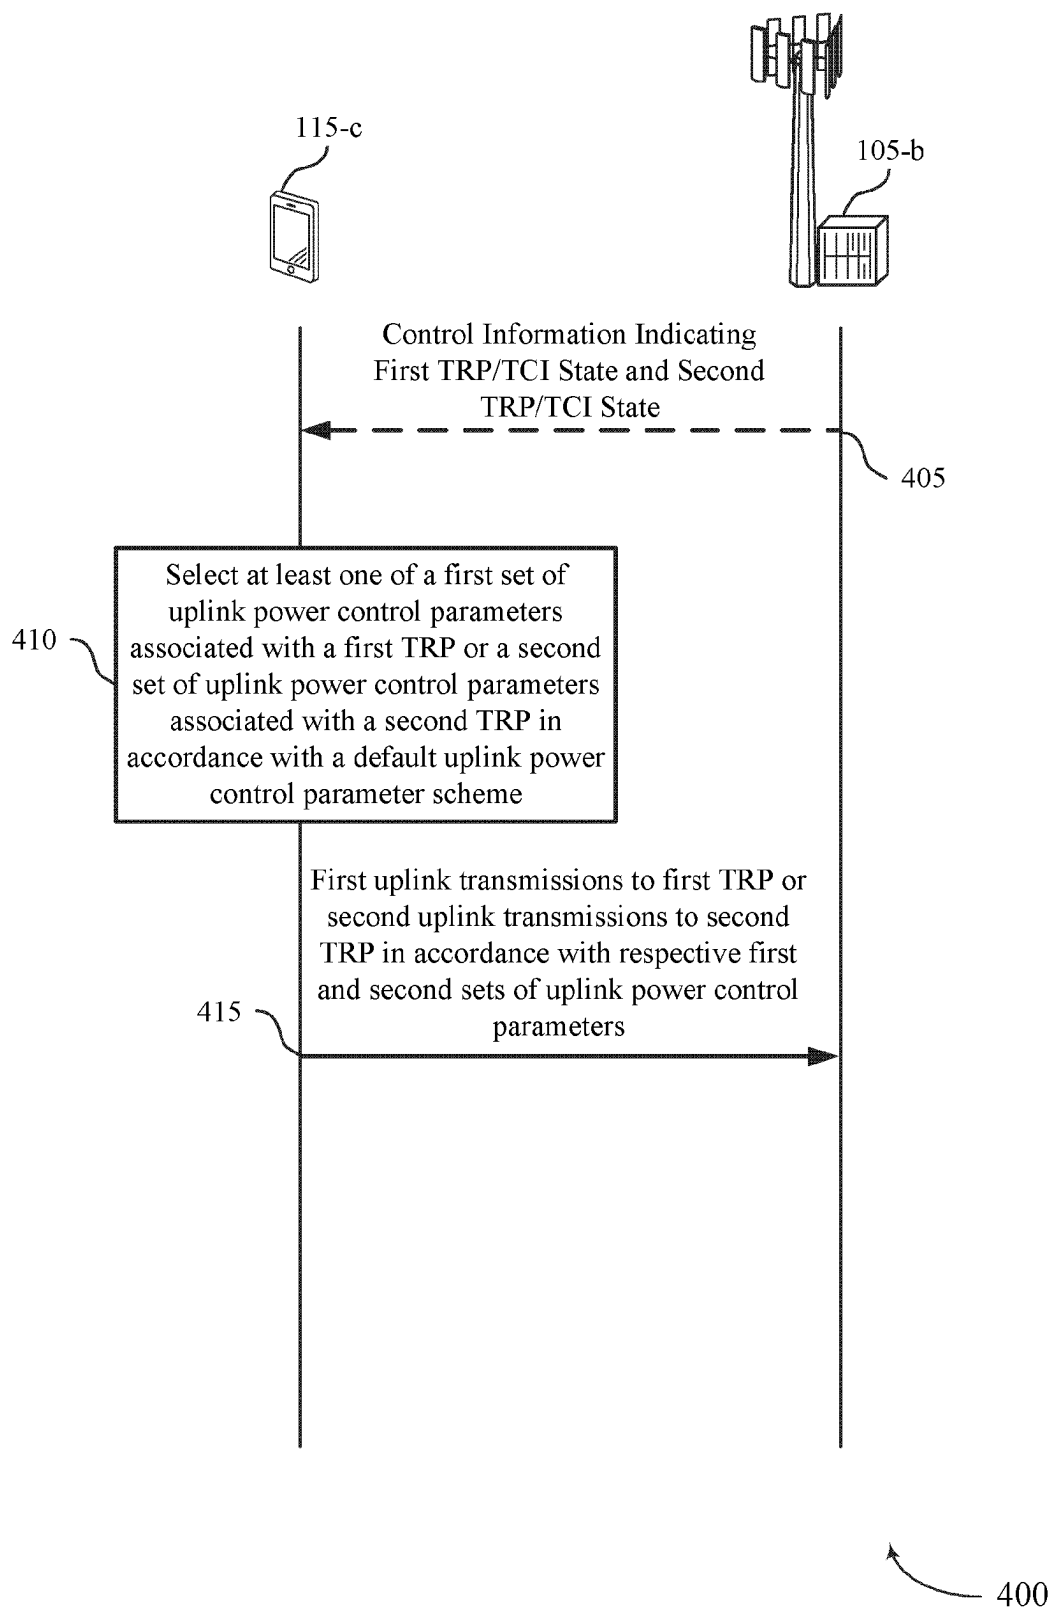 115-c
105-b
Control Information Indicating
First TRP/TCI State and Second
TRP/TCI State
405
410
Select at least one of a first set of
uplink power control parameters
associated with a first TRP or a second
set of uplink power control parameters
associated with a second TRP in
accordance with a default uplink power
control parameter scheme
First uplink transmissions to first TRP or
second uplink transmissions to second
TRP in accordance with respective first
and second sets of uplink power control
parameters
415
400